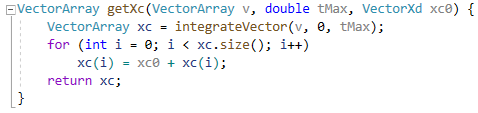 VectorArray getXc(VectorArray v, double tMax, VectorXd xc0) {
VectorArray xc = integrateVector(v, 0, tMax);
for (int i = 0; i < xc.size(); i++)
xc(i) = xc0 + xc(i);
return xc;
}